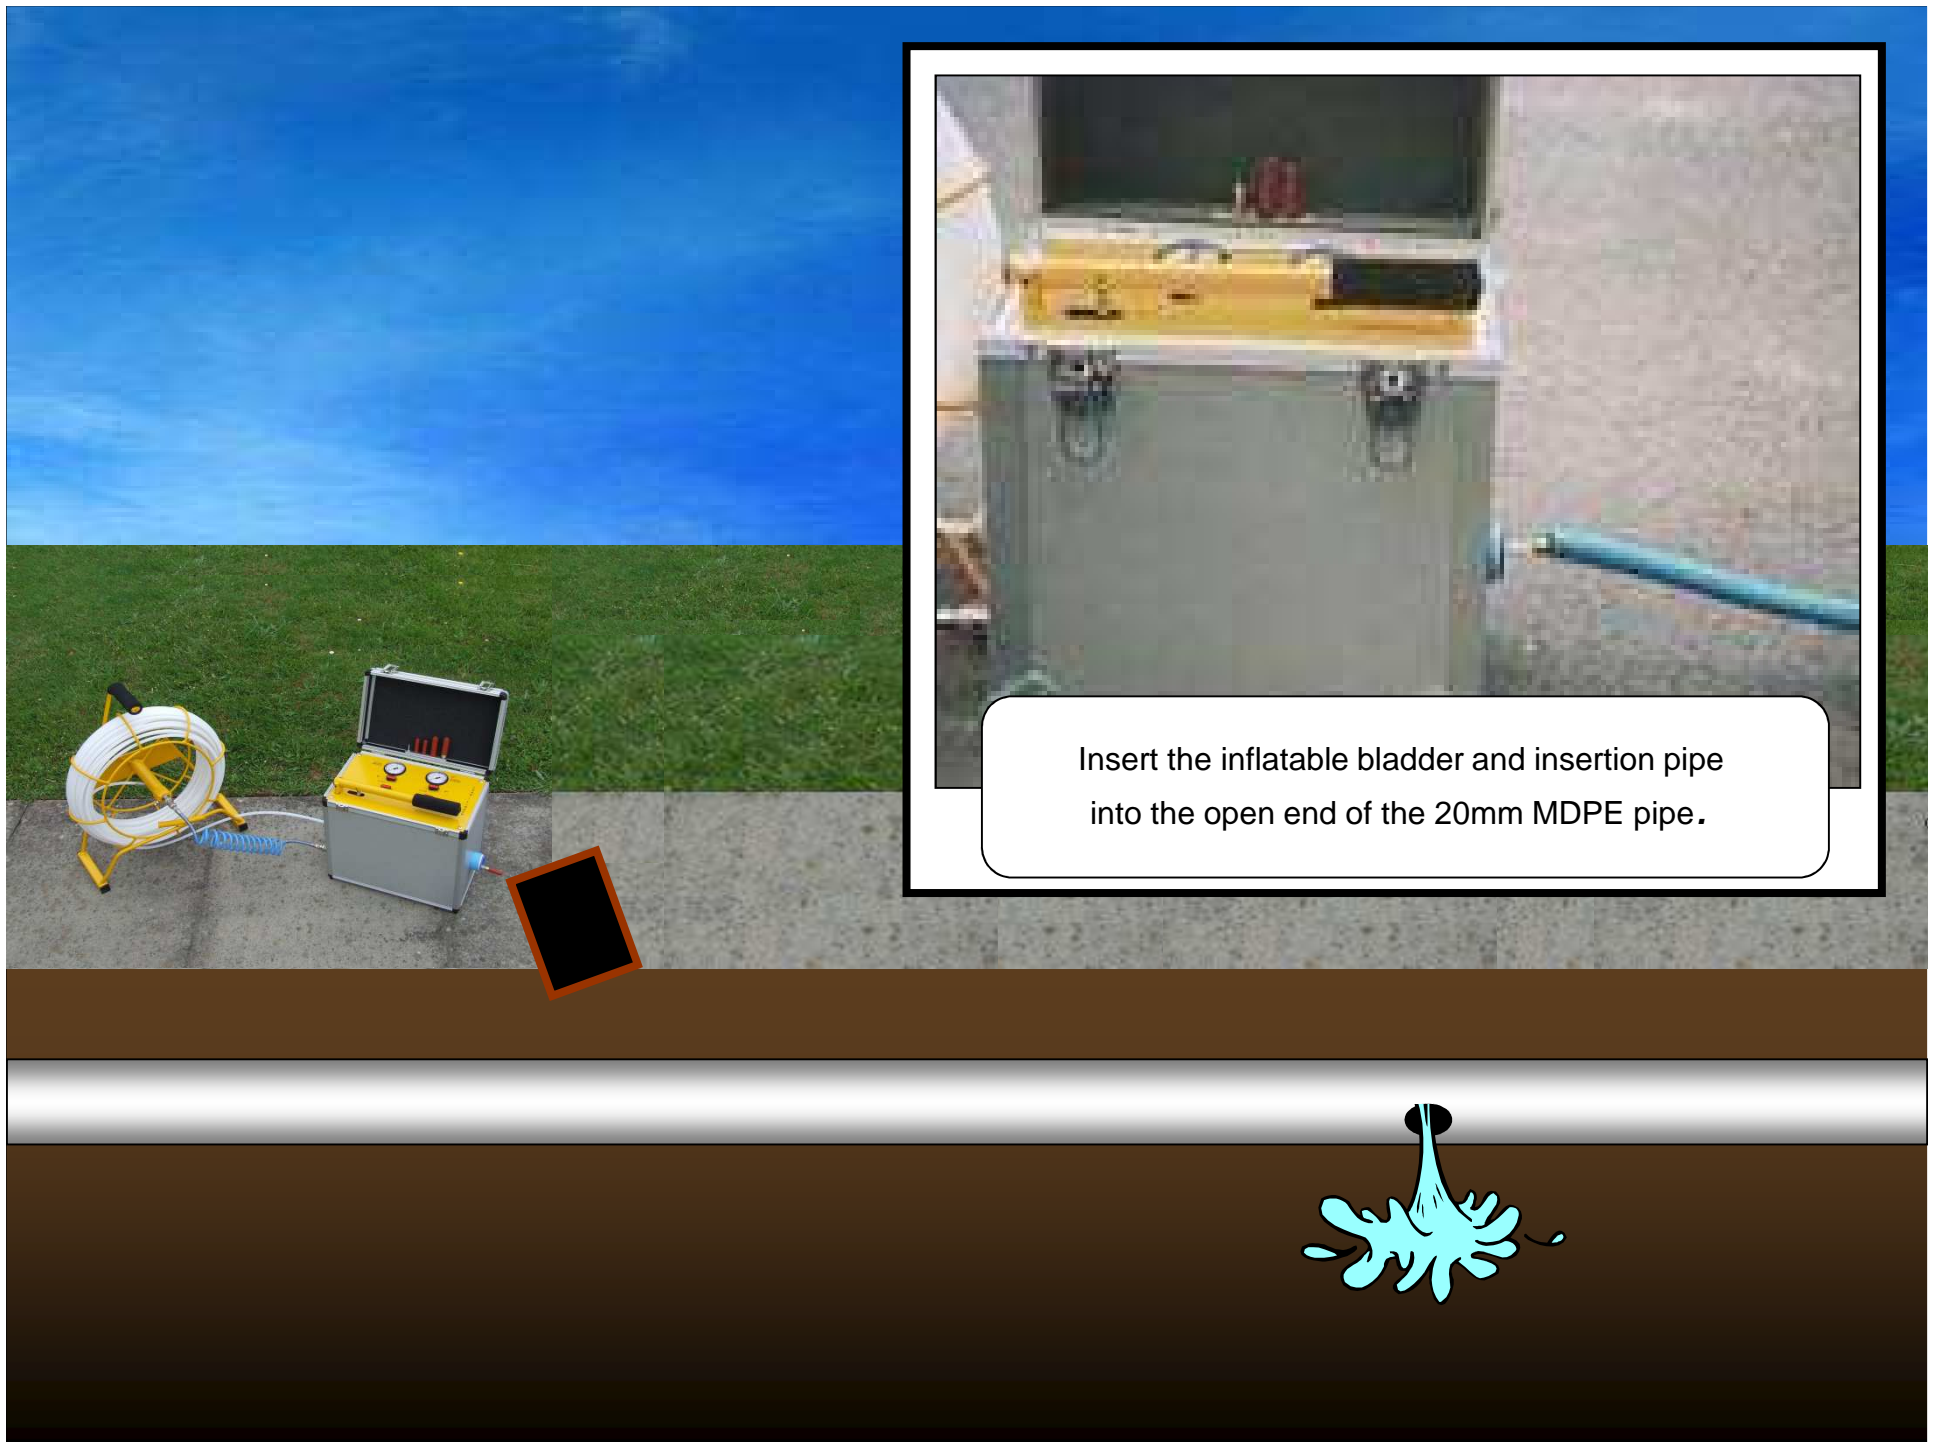 Insert the inflatable bladder and insertion pipe
into the open end of the 20mm MDPE pipe.